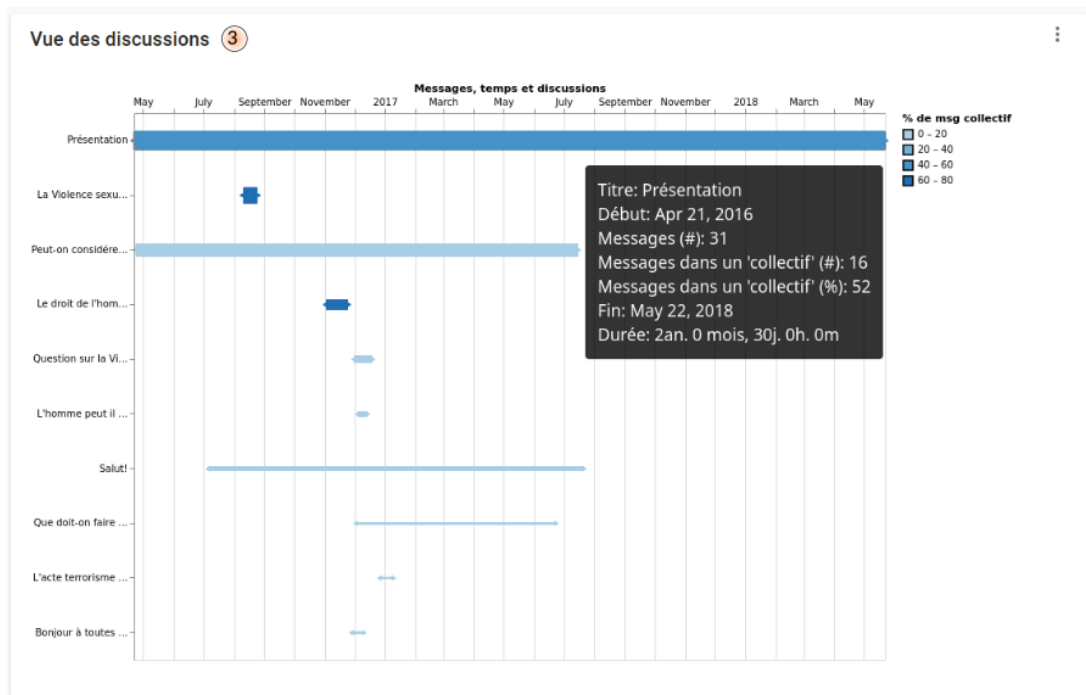 Vue des discussions 3
Messages, temps et discussions
May July September November 2017 March May July September November 2018 March May
% de msg collectif
0 – 20
20 – 40
40 – 60
60 – 80
Présentation
La Violence sexu...
Peut-on considére...
Le droit de l'hom...
Question sur la Vi...
L'homme peut il ...
Salut!
Que doit-on faire ...
L'acte terrorisme ...
Bonjour à toutes ...
Titre: Présentation
Début: Apr 21, 2016
Messages (#): 31
Messages dans un 'collectif' (#): 16
Messages dans un 'collectif' (%): 52
Fin: May 22, 2018
Durée: 2an. 0 mois, 30j. 0h. 0m